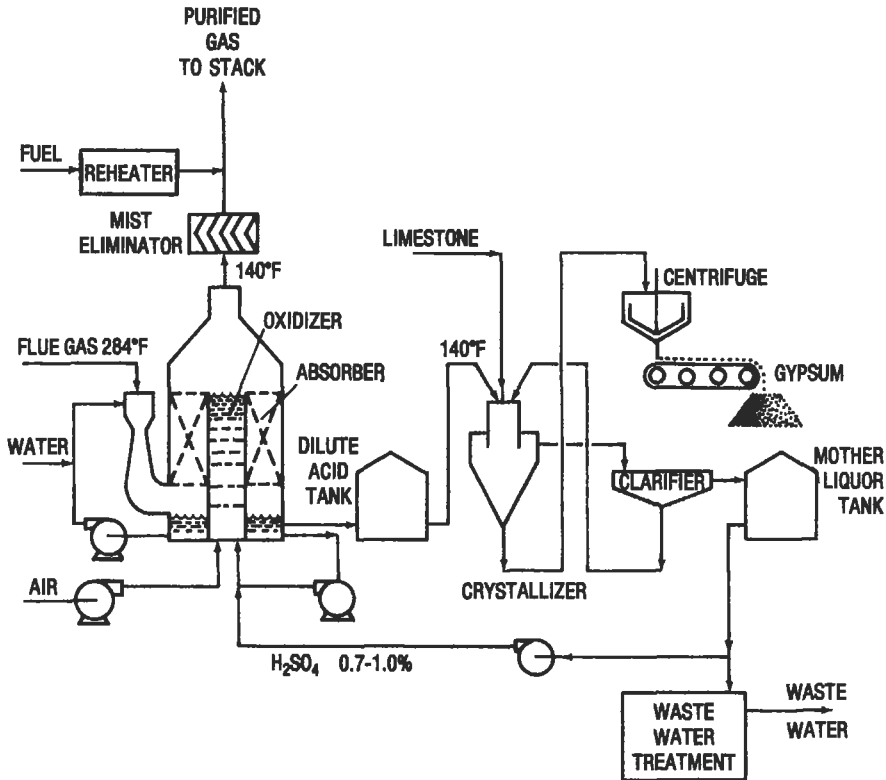 PURIFIED
GAS
TO STACK
FUEL
REHEATER
MIST
ELIMINATOR
140°F
LIMESTONE
CENTRIFUGE
OXIDIZER
FLUE GAS 284°F
140°F
ABSORBER
GYPSUM
WATER
DILUTE
ACID
TANK
CLARIFIER
MOTHER
LIQUOR
TANK
CRYSTALLIZER
AIR
H₂SO₄ 0.7-1.0%
WASTE
WATER
TREATMENT
WASTE
WATER